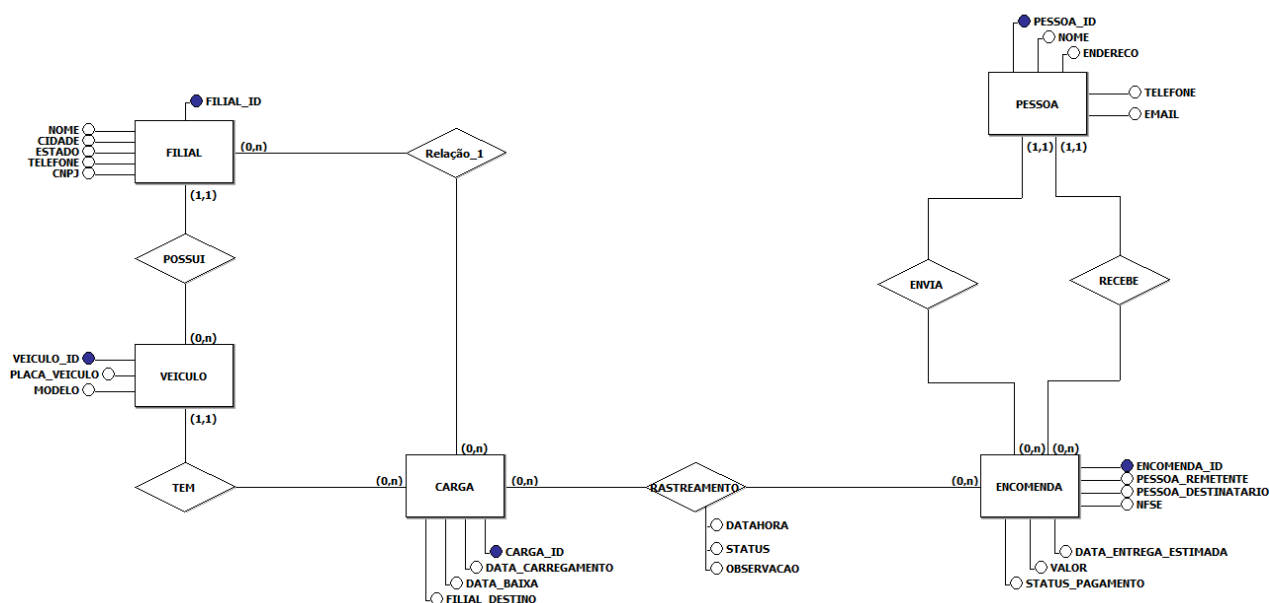 PESSOA_ID
NOME
ENDERECO
PESSOA
TELEFONE
EMAIL
(1,1)
(1,1)
FILIAL_ID
NOME
CIDADE
ESTADO
TELEFONE
CNPJ
FILIAL
(0,n)
Relação_1
(1,1)
POSSUI
ENVIA
RECEBE
(0,n)
VEICULO_ID
PLACA_VEICULO
MODELO
VEICULO
(1,1)
TEM
(0,n)
(0,n)
CARGA
(0,n)
RASTREAMENTO
DATAHORA
STATUS
OBSERVACAO
CARGA_ID
DATA_CARREGAMENTO
DATA_BAIXA
FILIAL_DESTINO
(0,n)
(0,n)
(0,n)
ENCOMENDA
ENCOMENDA_ID
PESSOA_REMETENTE
PESSOA_DESTINATARIO
NFSE
DATA_ENTREGA_ESTIMADA
VALOR
STATUS_PAGAMENTO